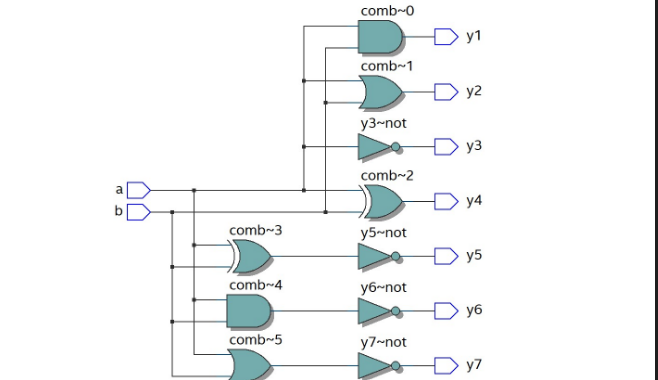 comb~0
y1
comb~1
y2
y3~not
y3
comb~2
a
y4
b
comb~3
y5~not
y5
comb~4
y6~not
y6
comb~5
y7~not
y7